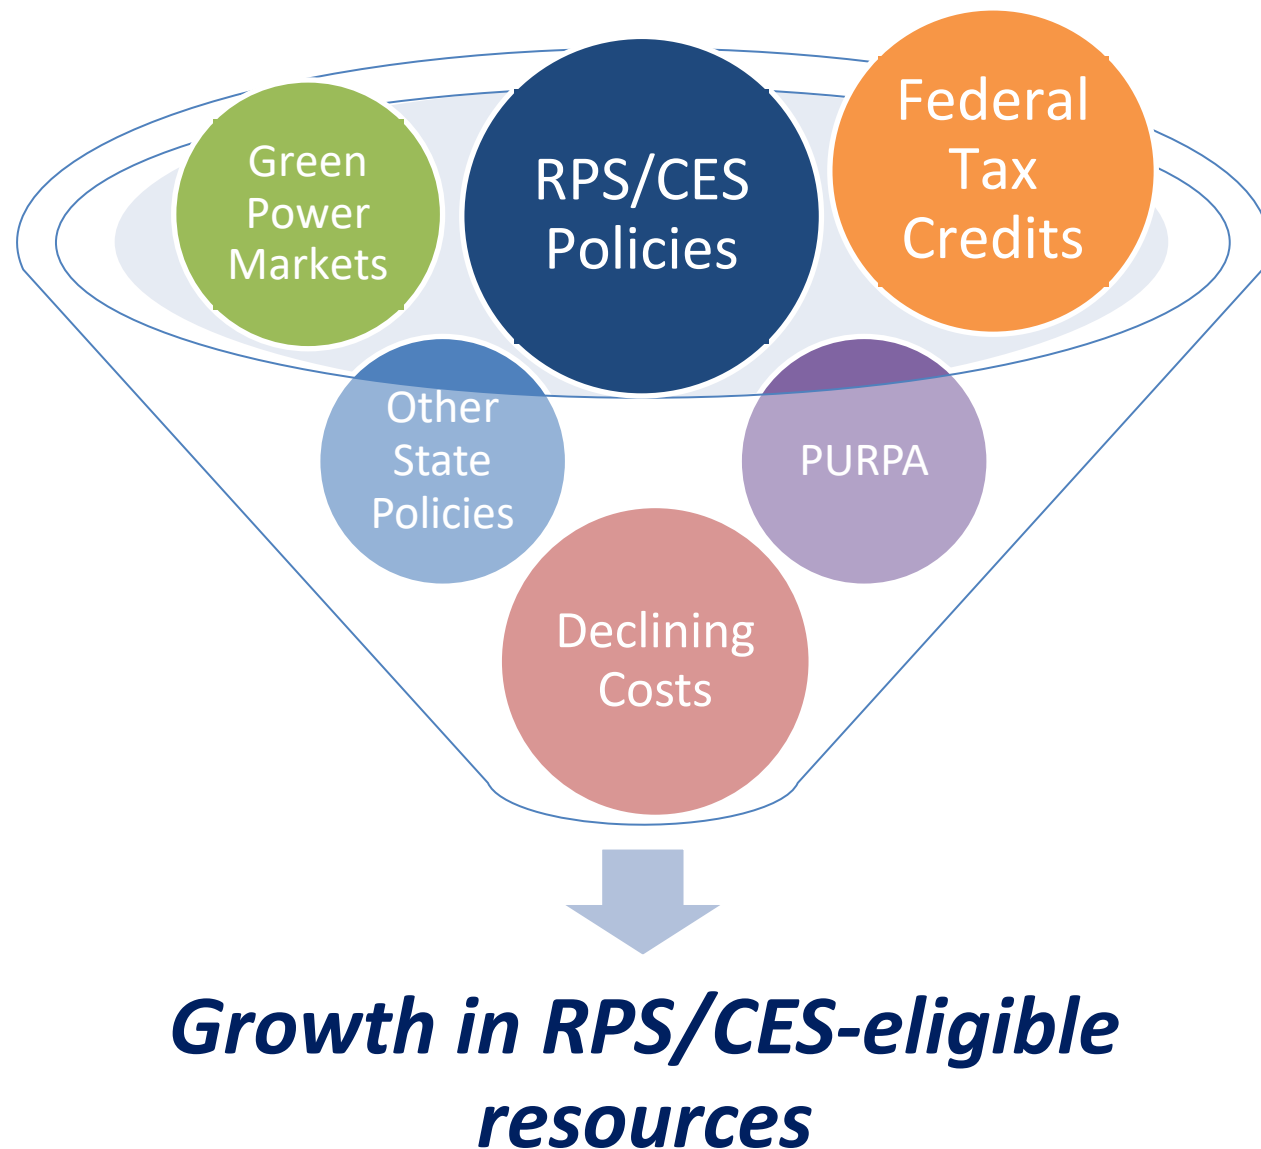 Green
Power
Markets
RPS/CES
Policies
Federal
Tax
Credits
Other
State
Policies
PURPA
Declining
Costs
Growth in RPS/CES-eligible
resources